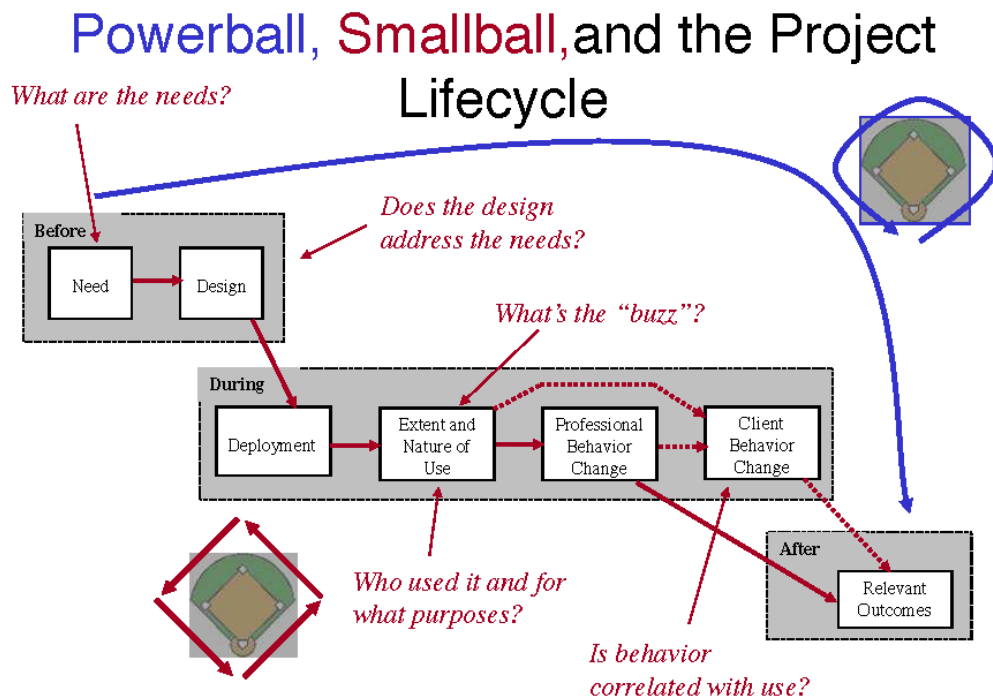 Powerball, Smallball,and the Project
Lifecycle
What are the needs?
Does the design
address the needs?
Before
Need
Design
What's the “buzz”?
During
Deployment
Extent and
Nature of
Use
Professional
Behavior
Change
Client
Behavior
Change
Who used it and for
what purposes?
After
Relevant
Outcomes
Is behavior
correlated with use?